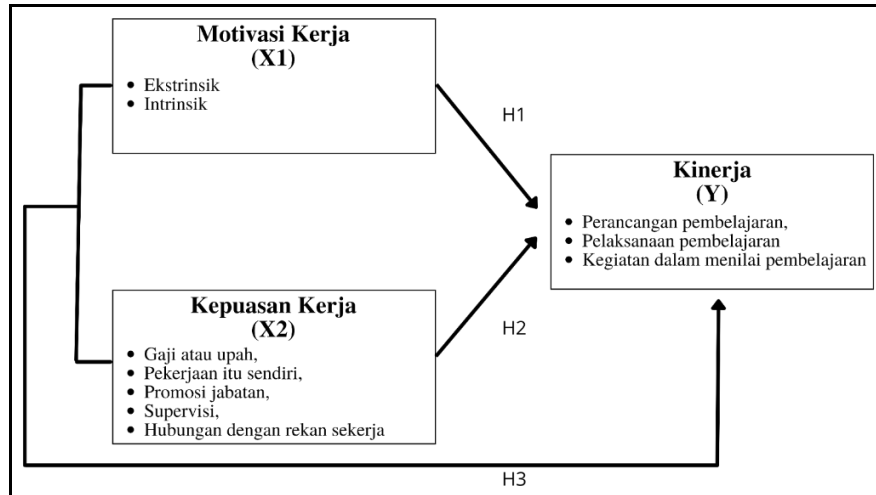 Motivasi Kerja
(X1)
• Ekstrinsik
• Intrinsik
H1
Kinerja
(Y)
• Perancangan pembelajaran,
• Pelaksanaan pembelajaran
• Kegiatan dalam menilai pembelajaran
Kepuasan Kerja
(X2)
• Gaji atau upah,
• Pekerjaan itu sendiri,
• Promosi jabatan,
• Supervisi,
• Hubungan dengan rekan sekerja
H2
H3